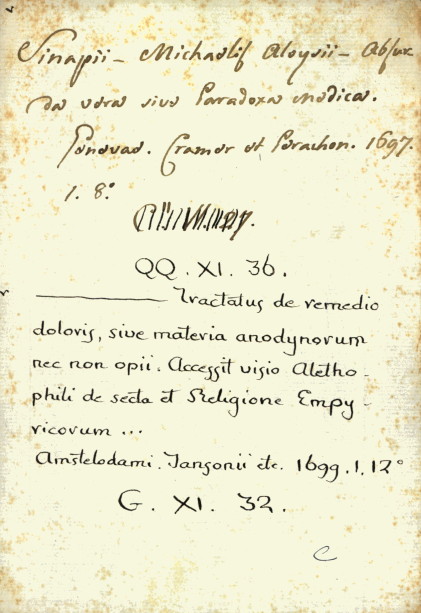 Sinapii – Michaelis Aloysii – Absur
da vera sive Paradoxa medica.
Genevae. Cramer et Perachon. 1697.
1. 8°
QQ. XI. 36.
Tractatus de remedio
doloris, sive materia anodynorum
nec non opii. Accessit visio Aletho-
phili de secta et Religione Empy-
ricorum ...
Amstelodami. Jansonii etc. 1699. 1. 12°
G. XI. 32.
C